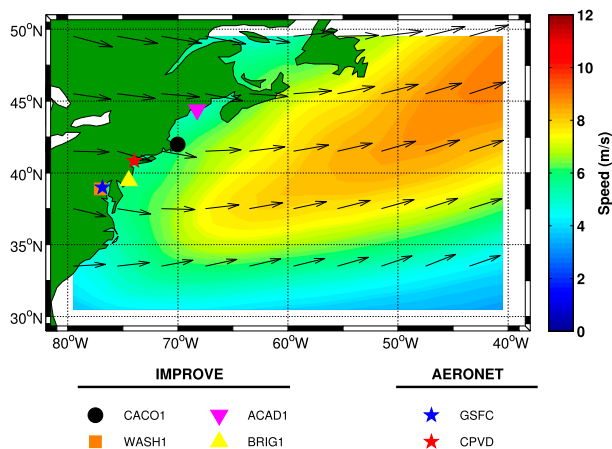 50°N
45°N
40°N
35°N
30°N
80°W 70°W 60°W 50°W 40°W
12
10
8
6
4
2
0
Speed (m/s)
IMPROVE AERONET
CACO1 ACAD1 GSFC
WASH1 BRIG1 CPVD